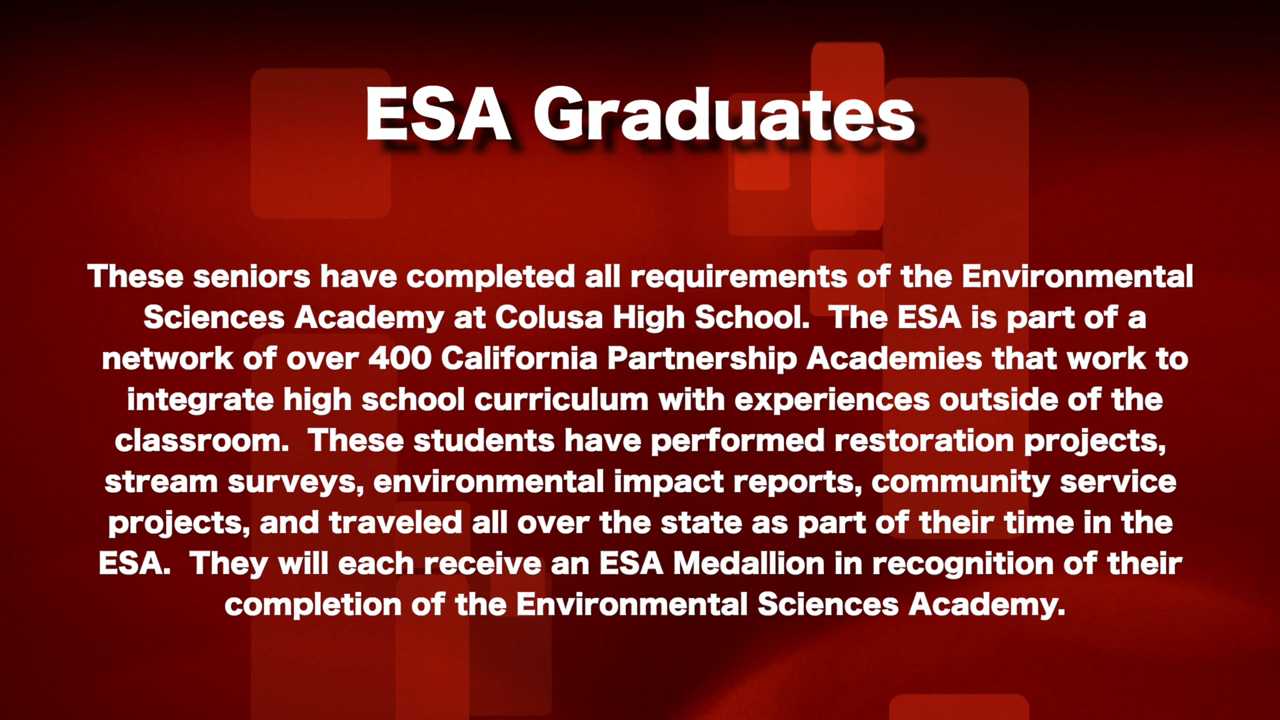 ESA Graduates
These seniors have completed all requirements of the Environmental
Sciences Academy at Colusa High School.  The ESA is part of a
network of over 400 California Partnership Academies that work to
integrate high school curriculum with experiences outside of the
classroom.  These students have performed restoration projects,
stream surveys, environmental impact reports, community service
projects, and traveled all over the state as part of their time in the
ESA.  They will each receive an ESA Medallion in recognition of their
completion of the Environmental Sciences Academy.